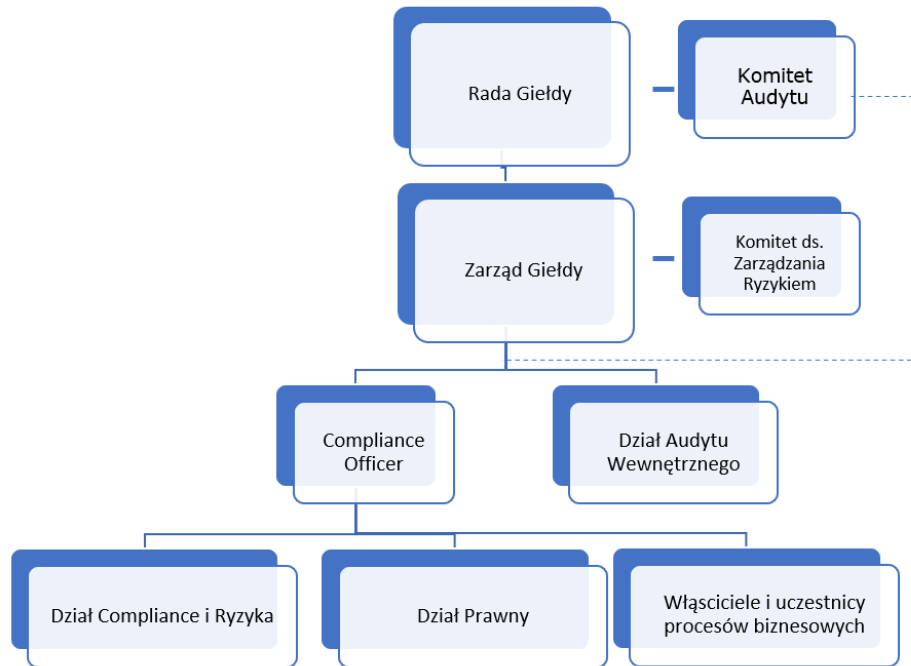 Rada Giełdy
Komitet
Audytu
Zarząd Giełdy
Komitet ds.
Zarządzania
Ryzykiem
Compliance
Officer
Dział Audytu
Wewnętrznego
Dział Compliance i Ryzyka
Dział Prawny
Włąsciciele i uczestnicy
procesów biznesowych